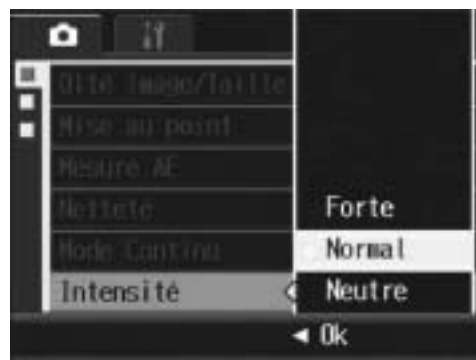 Qlté Image/Taille
Mise au point
Mesure AE
Netteté
Mode Continu
Intensité
Forte
Normal
Neutre
◄ Ok